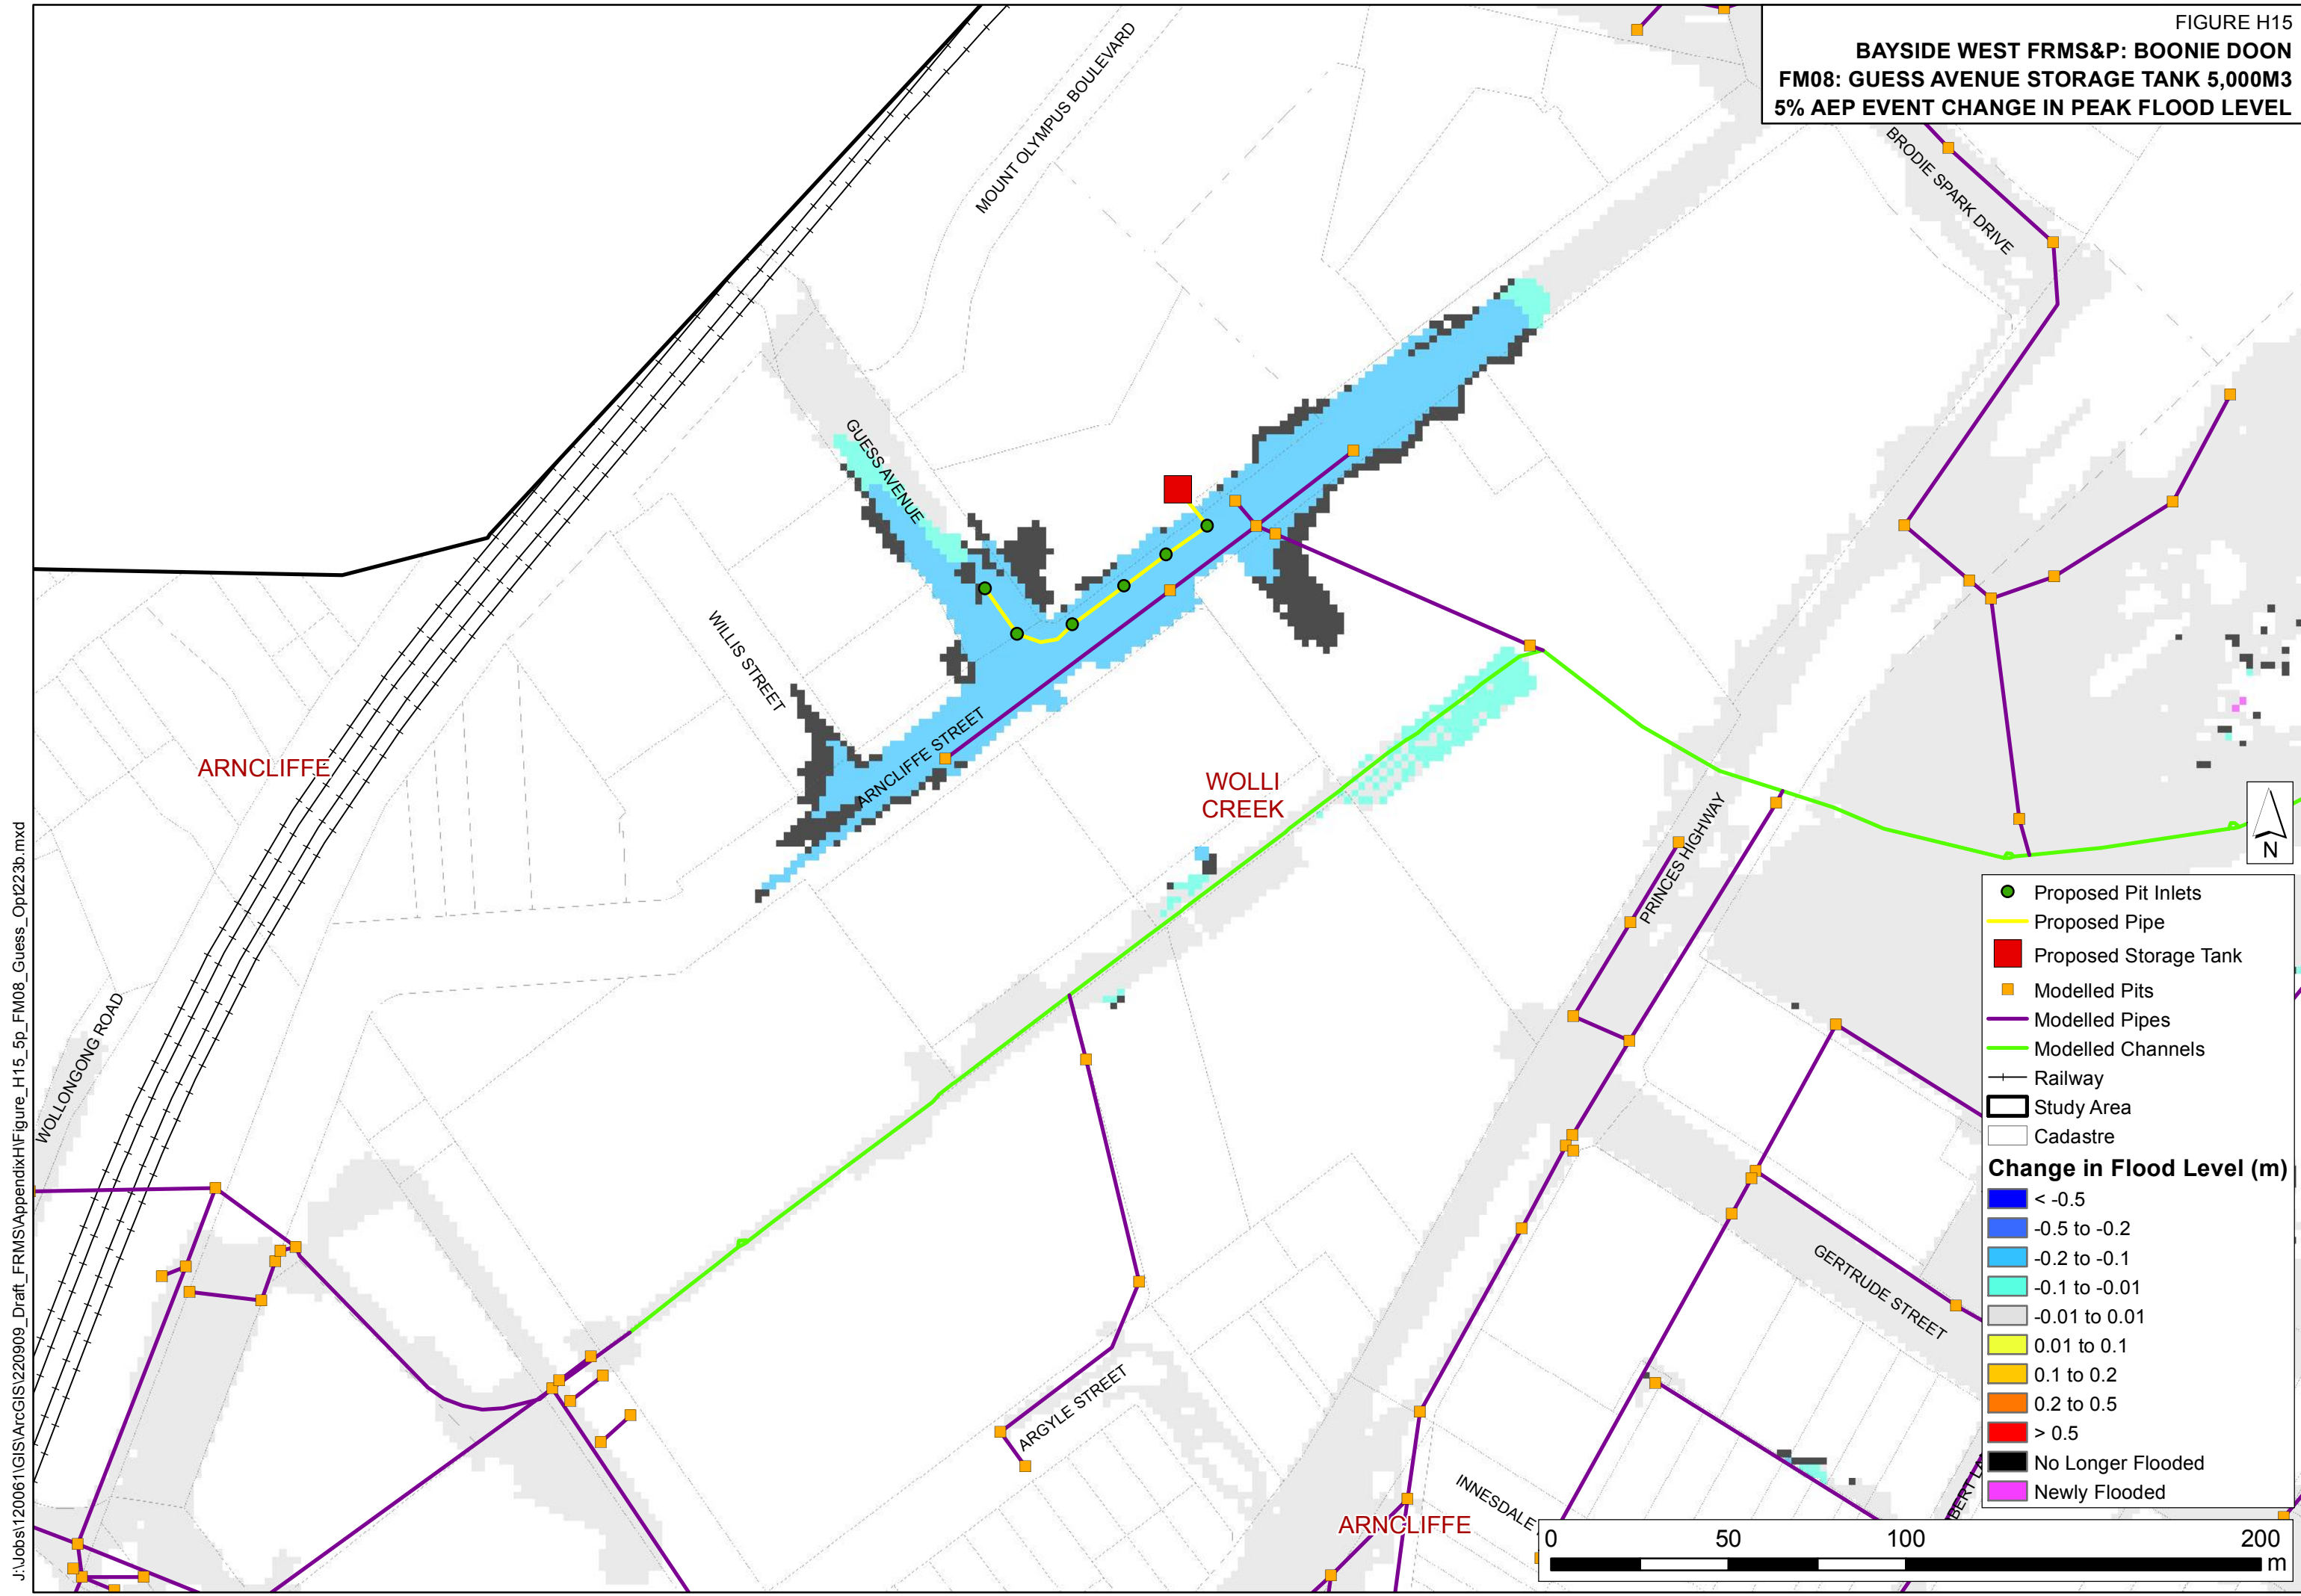 FIGURE H15
BAYSIDE WEST FRMS&P: BOONIE DOON
FM08: GUESS AVENUE STORAGE TANK 5,000M3
5% AEP EVENT CHANGE IN PEAK FLOOD LEVEL
MOUNT OLYMPUS BOULEVARD
BRODIE SPARK DRIVE
GUESS AVENUE
WILLIS STREET
ARNCLIFFE STREET
ARNCLIFFE
WOLLI
CREEK
PRINCES HIGHWAY
WOLLONGONG ROAD
GERTRUDE STREET
ARGYLE STREET
INNESDALE
ARNCLIFFE
N
Proposed Pit Inlets
Proposed Pipe
Proposed Storage Tank
Modelled Pits
Modelled Pipes
Modelled Channels
Railway
Study Area
Cadastre
Change in Flood Level (m)
< -0.5
-0.5 to -0.2
-0.2 to -0.1
-0.1 to -0.01
-0.01 to 0.01
0.01 to 0.1
0.1 to 0.2
0.2 to 0.5
> 0.5
No Longer Flooded
Newly Flooded
0 50 100 200
m
J:\Jobs\120061\GIS\ArcGIS\220909_Draft_FRMS\AppendixH\Figure_H15_5p_FM08_Guess_Opt223b.mxd